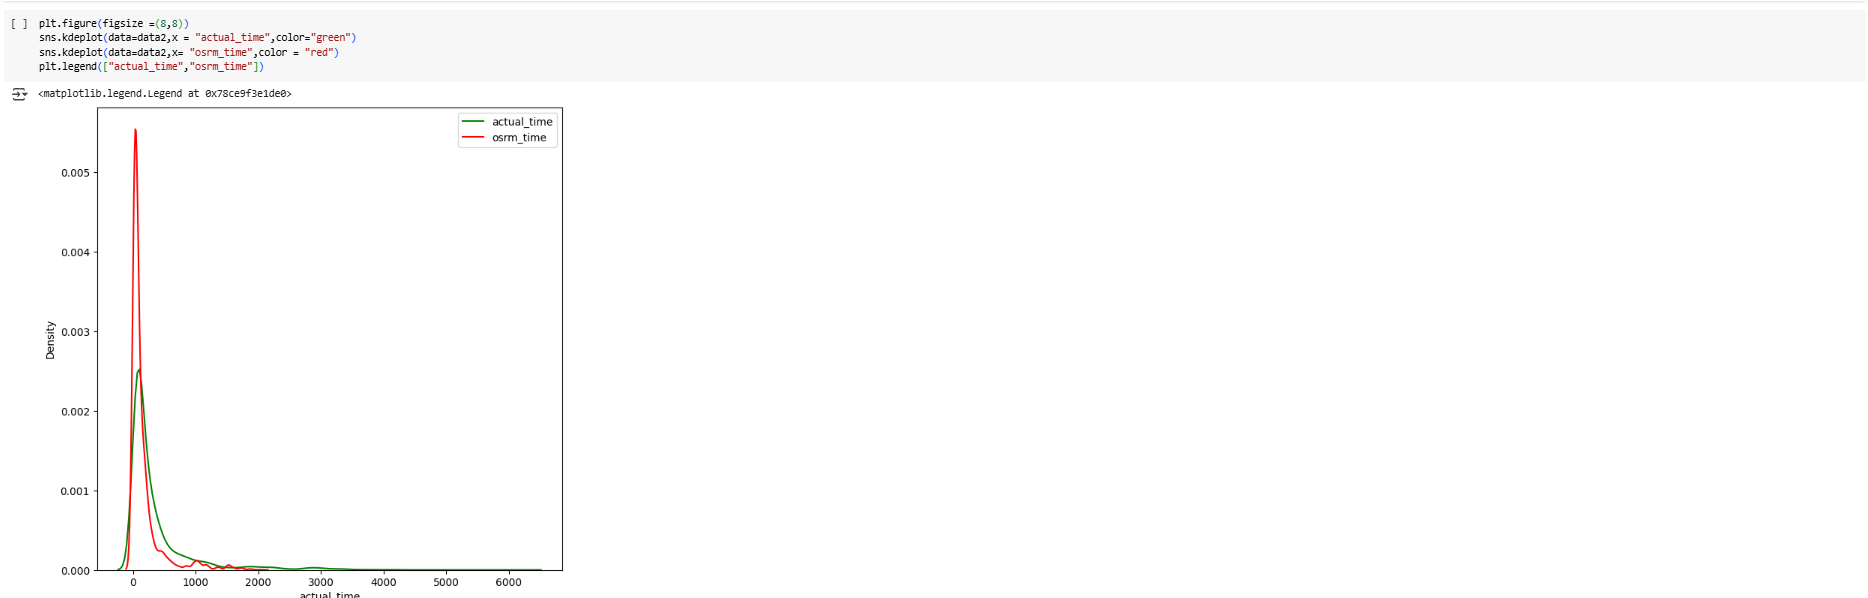 [ ] plt.figure(figsize =(8,8))
sns.kdeplot(data=data2,x = "actual_time",color="green")
sns.kdeplot(data=data2,x= "osrm_time",color = "red")
plt.legend(["actual_time","osrm_time"])
<matplotlib.legend.Legend at 0x78ce9f3e1de0>
actual_time
osrm_time
0.005
0.004
0.003
Density
0.002
0.001
0.000
0 1000 2000 3000 4000 5000 6000
actual_time